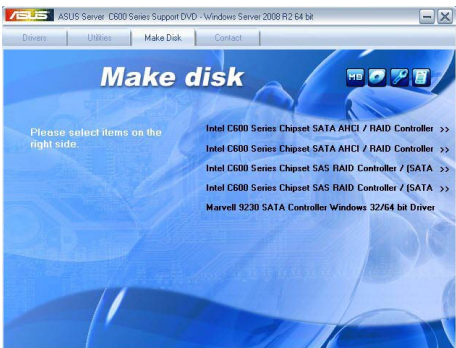 ASUS ASUS Server C600 Series Support DVD - Windows Server 2008 R2 64 bit
Drivers Utilities Make Disk Contact
Make disk
MB
Please select items on the
right side.
Intel C600 Series Chipset SATA AHCI / RAID Controller >>
Intel C600 Series Chipset SATA AHCI / RAID Controller >>
Intel C600 Series Chipset SAS RAID Controller / (SATA >>
Intel C600 Series Chipset SAS RAID Controller / (SATA >>
Marvell 9230 SATA Controller Windows 32/64 bit Driver